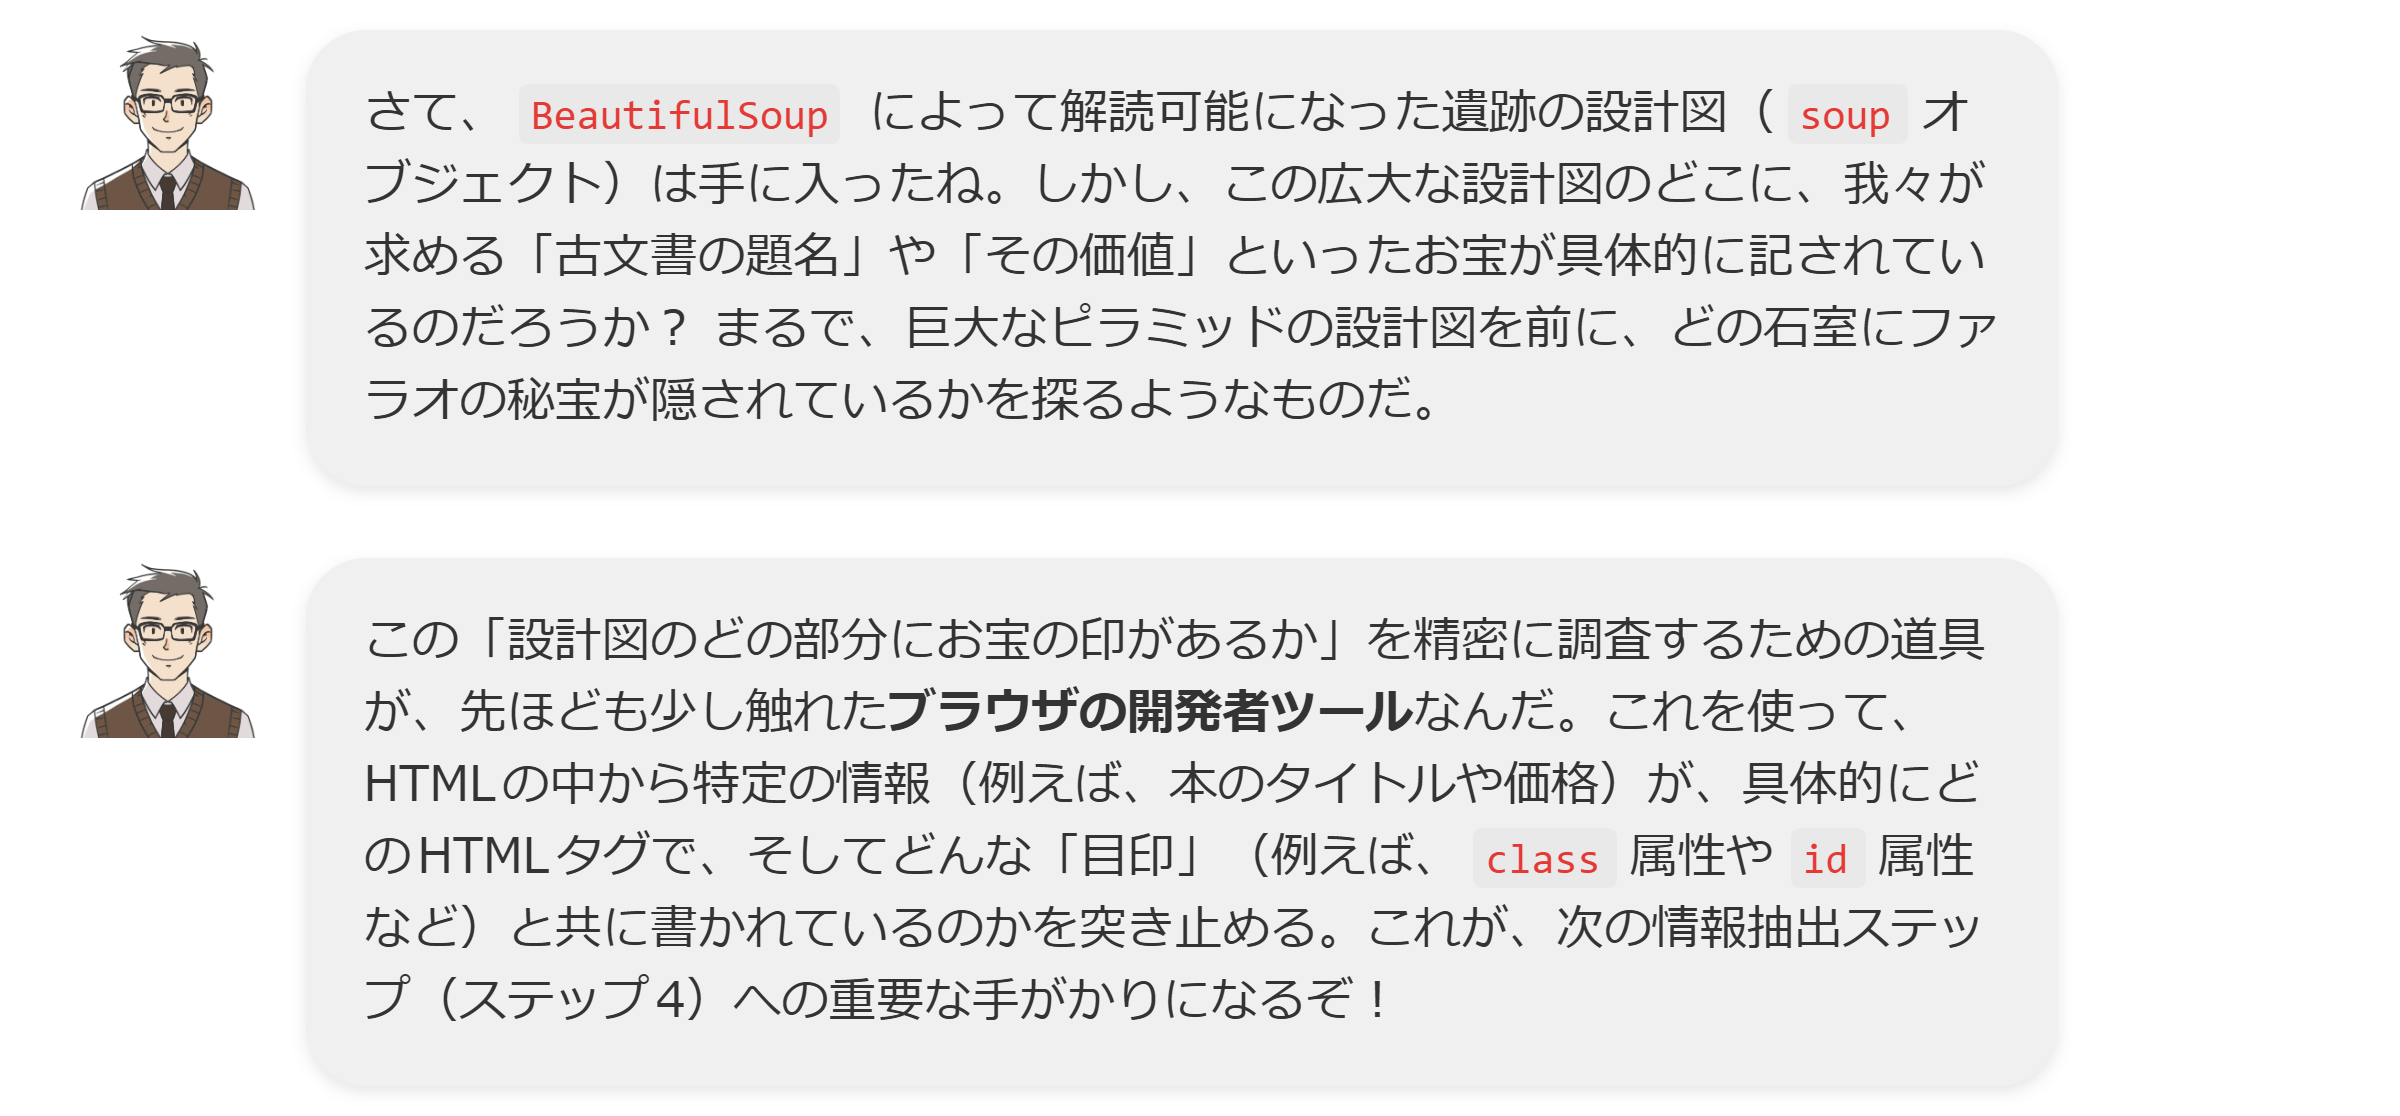 さて、 BeautifulSoup によって解読可能になった遺跡の設計図（ soup オ
ブジェクト）は手に入ったね。しかし、この広大な設計図のどこに、我々が
求める「古文書の題名」や「その価値」といったお宝が具体的に記されてい
るのだろうか？ まるで、巨大なピラミッドの設計図を前に、どの石室にファ
ラオの秘宝が隠されているかを探るようなものだ。
この「設計図のどの部分にお宝の印があるか」を精密に調査するための道具
が、先ほども少し触れたブラウザの開発者ツールなんだ。これを使って、
HTMLの中から特定の情報（例えば、本のタイトルや価格）が、具体的にど
のHTMLタグで、そしてどんな「目印」（例えば、 class 属性や id 属性
など）と共に書かれているのかを突き止める。これが、次の情報抽出ステッ
プ（ステップ4）への重要な手がかりになるぞ！